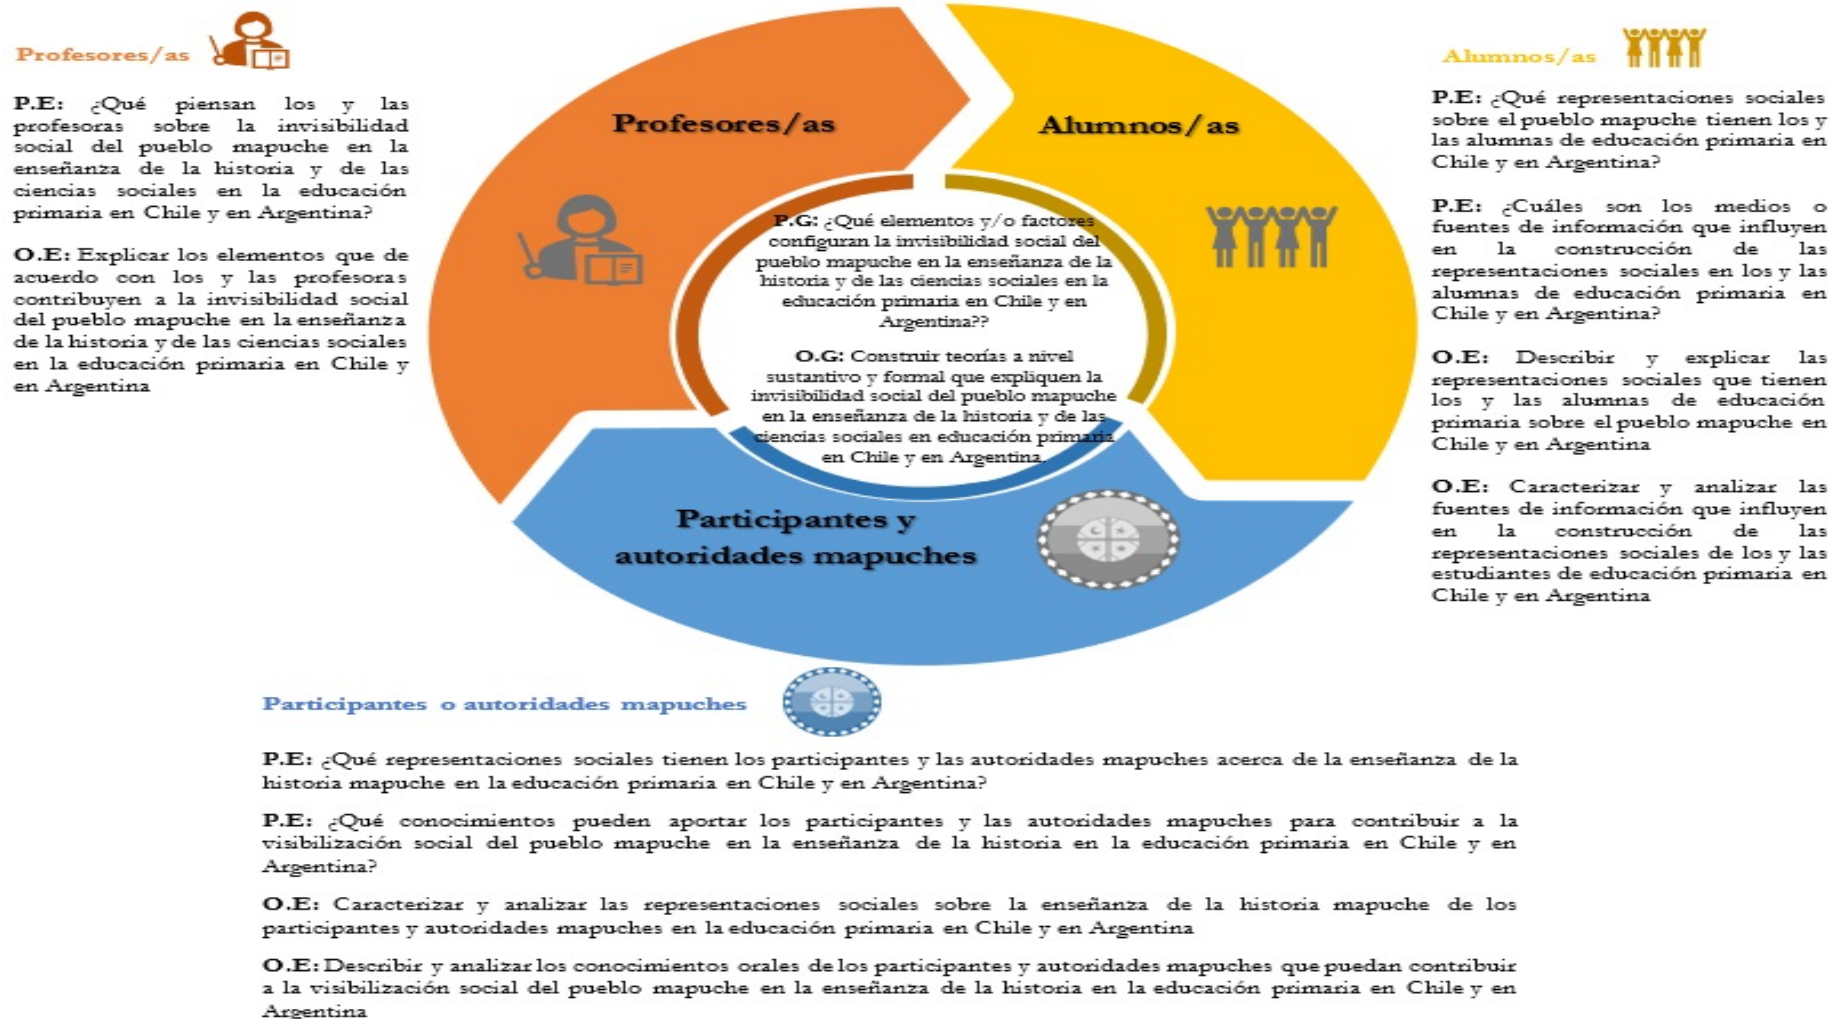 Profesores/as
P.E: ¿Qué piensan los y las
profesoras sobre la invisibilidad
social del pueblo mapuche en la
enseñanza de la historia y de las
ciencias sociales en la educación
primaria en Chile y en Argentina?
O.E: Explicar los elementos que de
acuerdo con los y las profesoras
contribuyen a la invisibilidad social
del pueblo mapuche en la enseñanza
de la historia y de las ciencias sociales
en la educación primaria en Chile y
en Argentina
Profesores/as
Alumnos/as
P.G: ¿Qué elementos y/o factores
configuran la invisibilidad social del
pueblo mapuche en la enseñanza de la
historia y de las ciencias sociales en la
educación primaria en Chile y en
Argentina??
O.G: Construir teorías a nivel
sustantivo y formal que expliquen la
invisibilidad social del pueblo mapuche
en la enseñanza de la historia y de las
ciencias sociales en educación primaria
en Chile y en Argentina.
Participantes y
autoridades mapuches
Alumnos/as
P.E: ¿Qué representaciones sociales
sobre el pueblo mapuche tienen los y
las alumnas de educación primaria en
Chile y en Argentina?
P.E: ¿Cuáles son los medios o
fuentes de información que influyen
en la construcción de las
representaciones sociales en los y las
alumnas de educación primaria en
Chile y en Argentina?
O.E: Describir y explicar las
representaciones sociales que tienen
los y las alumnas de educación
primaria sobre el pueblo mapuche en
Chile y en Argentina
O.E: Caracterizar y analizar las
fuentes de información que influyen
en la construcción de las
representaciones sociales de los y las
estudiantes de educación primaria en
Chile y en Argentina
Participantes o autoridades mapuches
P.E: ¿Qué representaciones sociales tienen los participantes y las autoridades mapuches acerca de la enseñanza de la
historia mapuche en la educación primaria en Chile y en Argentina?
P.E: ¿Qué conocimientos pueden aportar los participantes y las autoridades mapuches para contribuir a la
visibilización social del pueblo mapuche en la enseñanza de la historia en la educación primaria en Chile y en
Argentina?
O.E: Caracterizar y analizar las representaciones sociales sobre la enseñanza de la historia mapuche de los
participantes y autoridades mapuches en la educación primaria en Chile y en Argentina
O.E: Describir y analizar los conocimientos orales de los participantes y autoridades mapuches que puedan contribuir
a la visibilización social del pueblo mapuche en la enseñanza de la historia en la educación primaria en Chile y en
Argentina